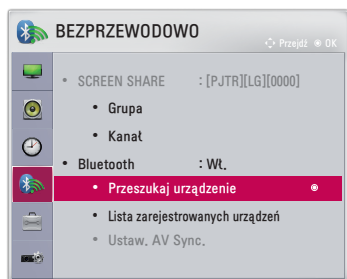 BEZPRZEWODOWO
Przejdź OK
• SCREEN SHARE : [PJTR][LG][0000]
• Grupa
• Kanał
• Bluetooth : Wł.
• Przeszukaj urządzenie
• Lista zarejestrowanych urządzeń
• Ustaw. AV Sync.